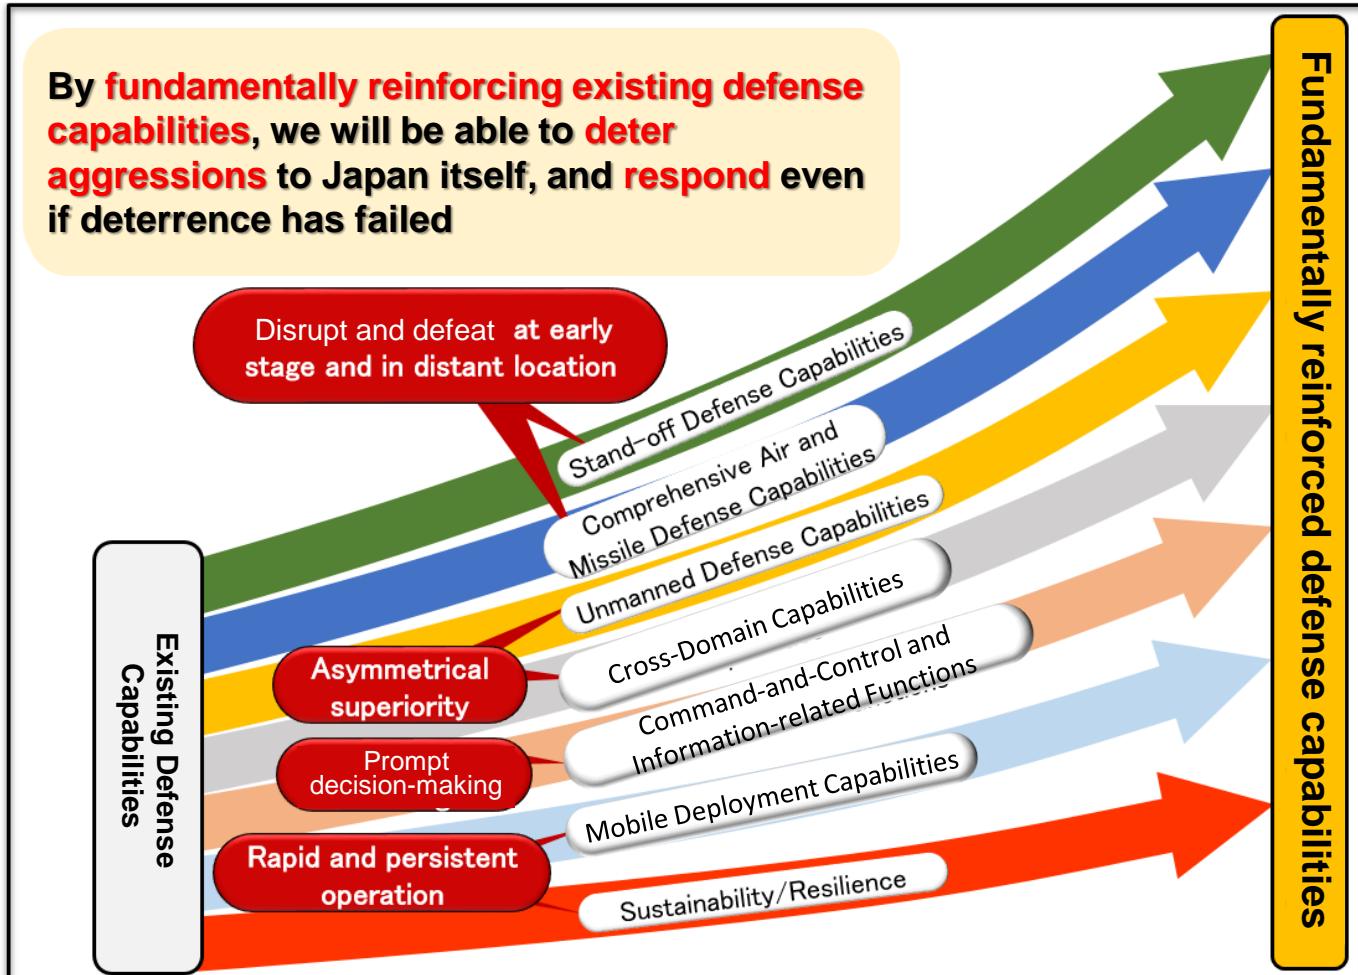 By fundamentally reinforcing existing defense
capabilities, we will be able to deter
aggressions to Japan itself, and respond even
if deterrence has failed
Disrupt and defeat at early
stage and in distant location
Stand-off Defense Capabilities
Comprehensive Air and
Missile Defense Capabilities
Unmanned Defense Capabilities
Asymmetrical
superiority
Cross-Domain Capabilities
Prompt
decision-making
Command-and-Control and
Information-related Functions
Rapid and persistent
operation
Mobile Deployment Capabilities
Sustainability/Resilience
Existing Defense
Capabilities
Fundamentally reinforced defense capabilities